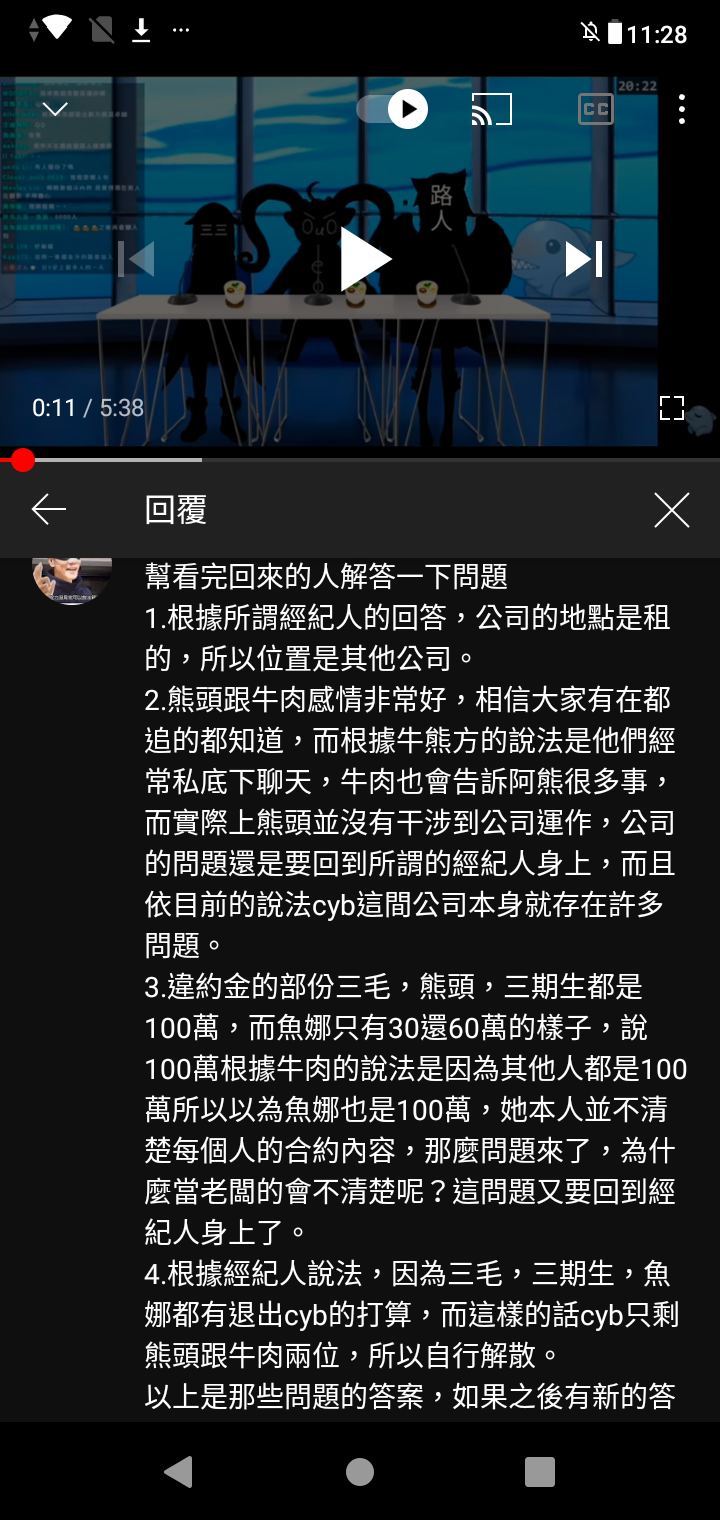 11:28
20:22
CC
三三
路
人
0:11 / 5:38
回覆
幫看完回來的人解答一下問題
1.根據所謂經紀人的回答，公司的地點是租
的，所以位置是其他公司。
2.熊頭跟牛肉感情非常好，相信大家有在都
追的都知道，而根據牛熊方的說法是他們經
常私底下聊天，牛肉也會告訴阿熊很多事，
而實際上熊頭並沒有干涉到公司運作，公司
的問題還是要回到所謂的經紀人身上，而且
依目前的說法cyb這間公司本身就存在許多
問題。
3.違約金的部份三毛，熊頭，三期生都是
100萬，而魚娜只有30還60萬的樣子，說
100萬根據牛肉的說法是因為其他人都是100
萬所以以為魚娜也是100萬，她本人並不清
楚每個人的合約內容，那麼問題來了，為什
麼當老闆的會不清楚呢？這問題又要回到經
紀人身上了。
4.根據經紀人說法，因為三毛，三期生，魚
娜都有退出cyb的打算，而這樣的話cyb只剩
熊頭跟牛肉兩位，所以自行解散。
以上是那些問題的答案，如果之後有新的答